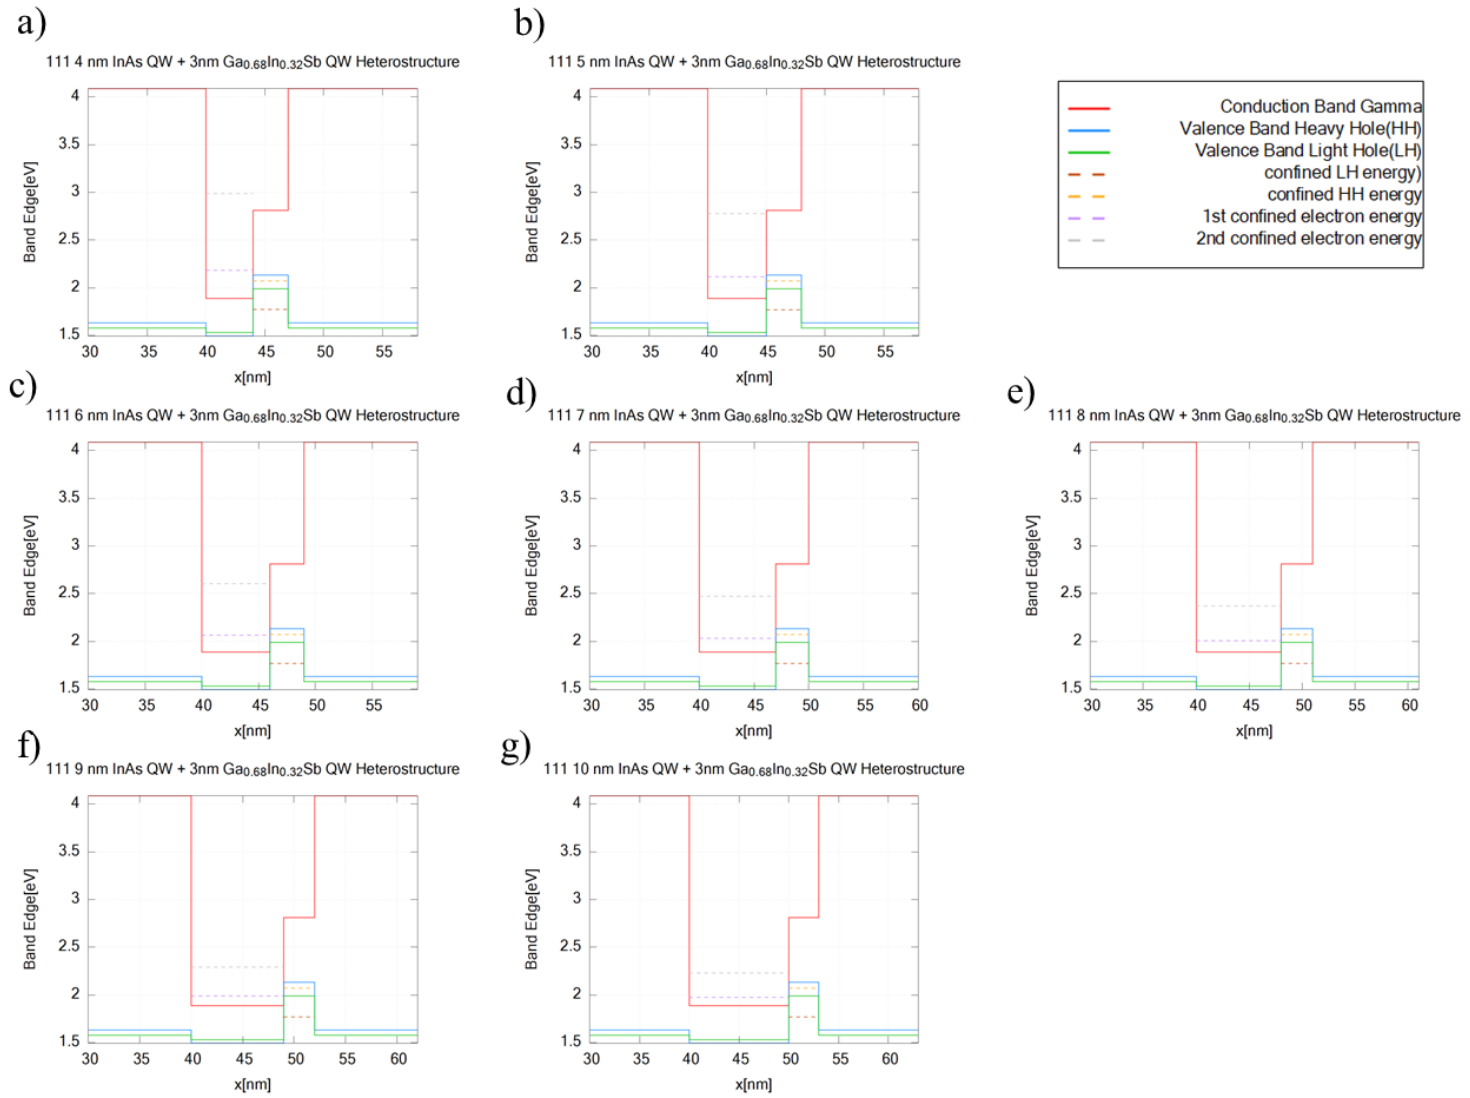 a)
111 4 nm InAs QW + 3nm Ga0.68In0.32Sb QW Heterostructure
4
3.5
3
2.5
2
1.5
30 35 40 45 50 55
Band Edge[eV]
x[nm]
b)
111 5 nm InAs QW + 3nm Ga0.68In0.32Sb QW Heterostructure
4
3.5
3
2.5
2
1.5
30 35 40 45 50 55
Band Edge[eV]
x[nm]
Conduction Band Gamma
Valence Band Heavy Hole(HH)
Valence Band Light Hole(LH)
confined LH energy)
confined HH energy
1st confined electron energy
2nd confined electron energy
c)
111 6 nm InAs QW + 3nm Ga0.68In0.32Sb QW Heterostructure
4
3.5
3
2.5
2
1.5
30 35 40 45 50 55
Band Edge[eV]
x[nm]
d)
111 7 nm InAs QW + 3nm Ga0.68In0.32Sb QW Heterostructure
4
3.5
3
2.5
2
1.5
30 35 40 45 50 55 60
Band Edge[eV]
x[nm]
e)
111 8 nm InAs QW + 3nm Ga0.68In0.32Sb QW Heterostructure
4
3.5
3
2.5
2
1.5
30 35 40 45 50 55 60
Band Edge[eV]
x[nm]
f)
111 9 nm InAs QW + 3nm Ga0.68In0.32Sb QW Heterostructure
4
3.5
3
2.5
2
1.5
30 35 40 45 50 55 60
Band Edge[eV]
x[nm]
g)
111 10 nm InAs QW + 3nm Ga0.68In0.32Sb QW Heterostructure
4
3.5
3
2.5
2
1.5
30 35 40 45 50 55 60
Band Edge[eV]
x[nm]